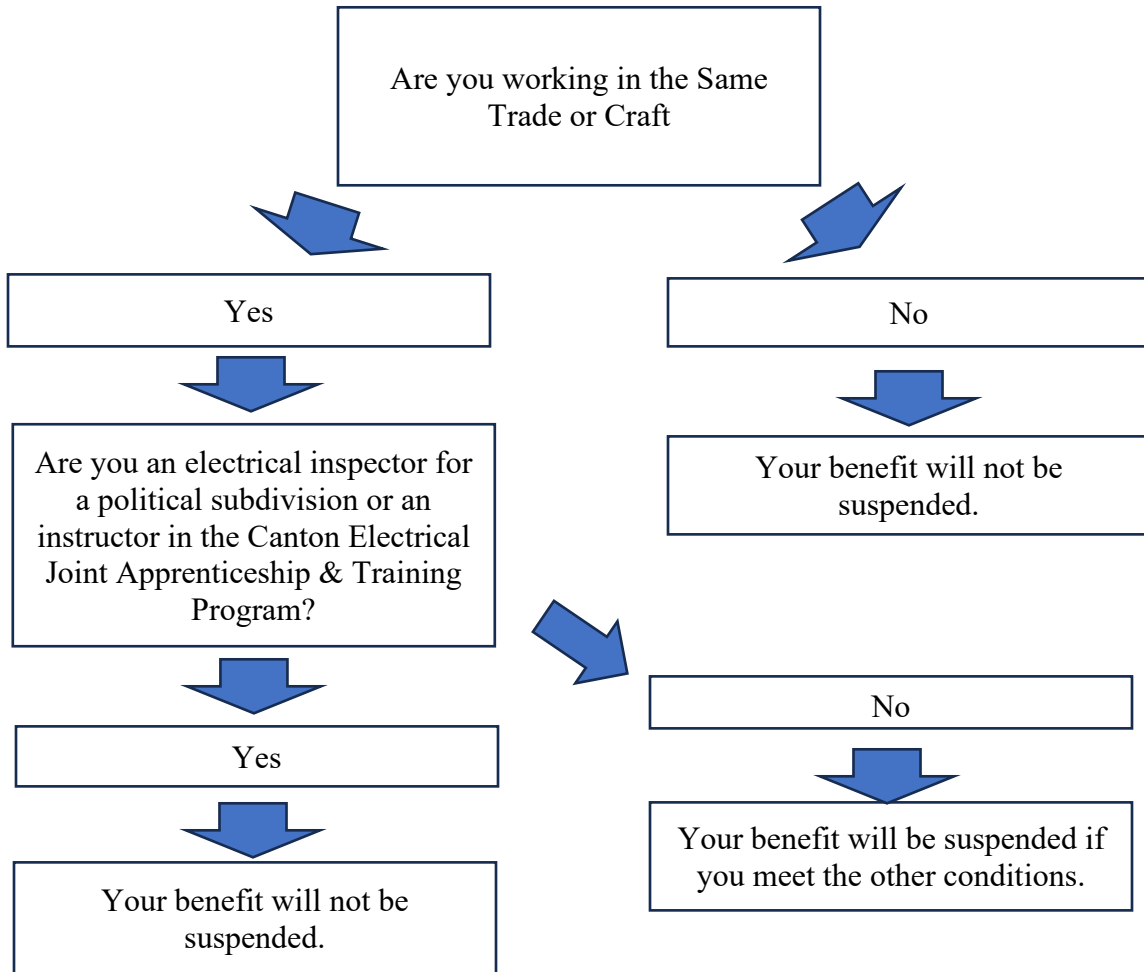 Are you working in the Same
Trade or Craft
Yes
No
Are you an electrical inspector for
a political subdivision or an
instructor in the Canton Electrical
Joint Apprenticeship & Training
Program?
Your benefit will not be
suspended.
Yes
No
Your benefit will not be
suspended.
Your benefit will be suspended if
you meet the other conditions.